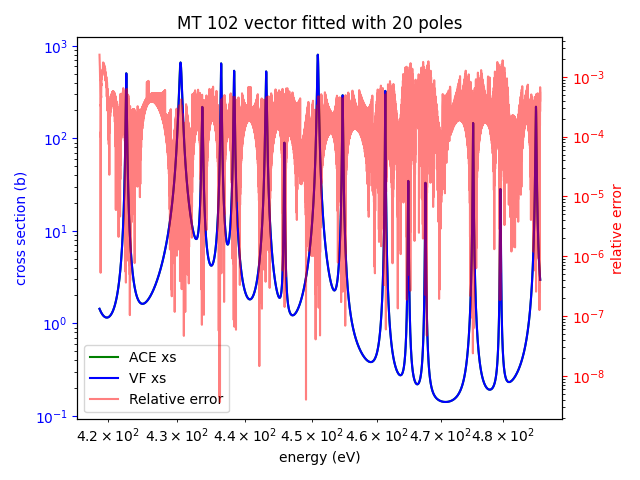 MT 102 vector fitted with 20 poles
cross section (b)
10³
10²
10¹
10⁰
10⁻¹
10⁻³
10⁻⁴
10⁻⁵
10⁻⁶
10⁻⁷
10⁻⁸
relative error
ACE xs
VF xs
Relative error
4.2 × 10² 4.3 × 10² 4.4 × 10² 4.5 × 10² 4.6 × 10² 4.7 × 10² 4.8 × 10²
energy (eV)